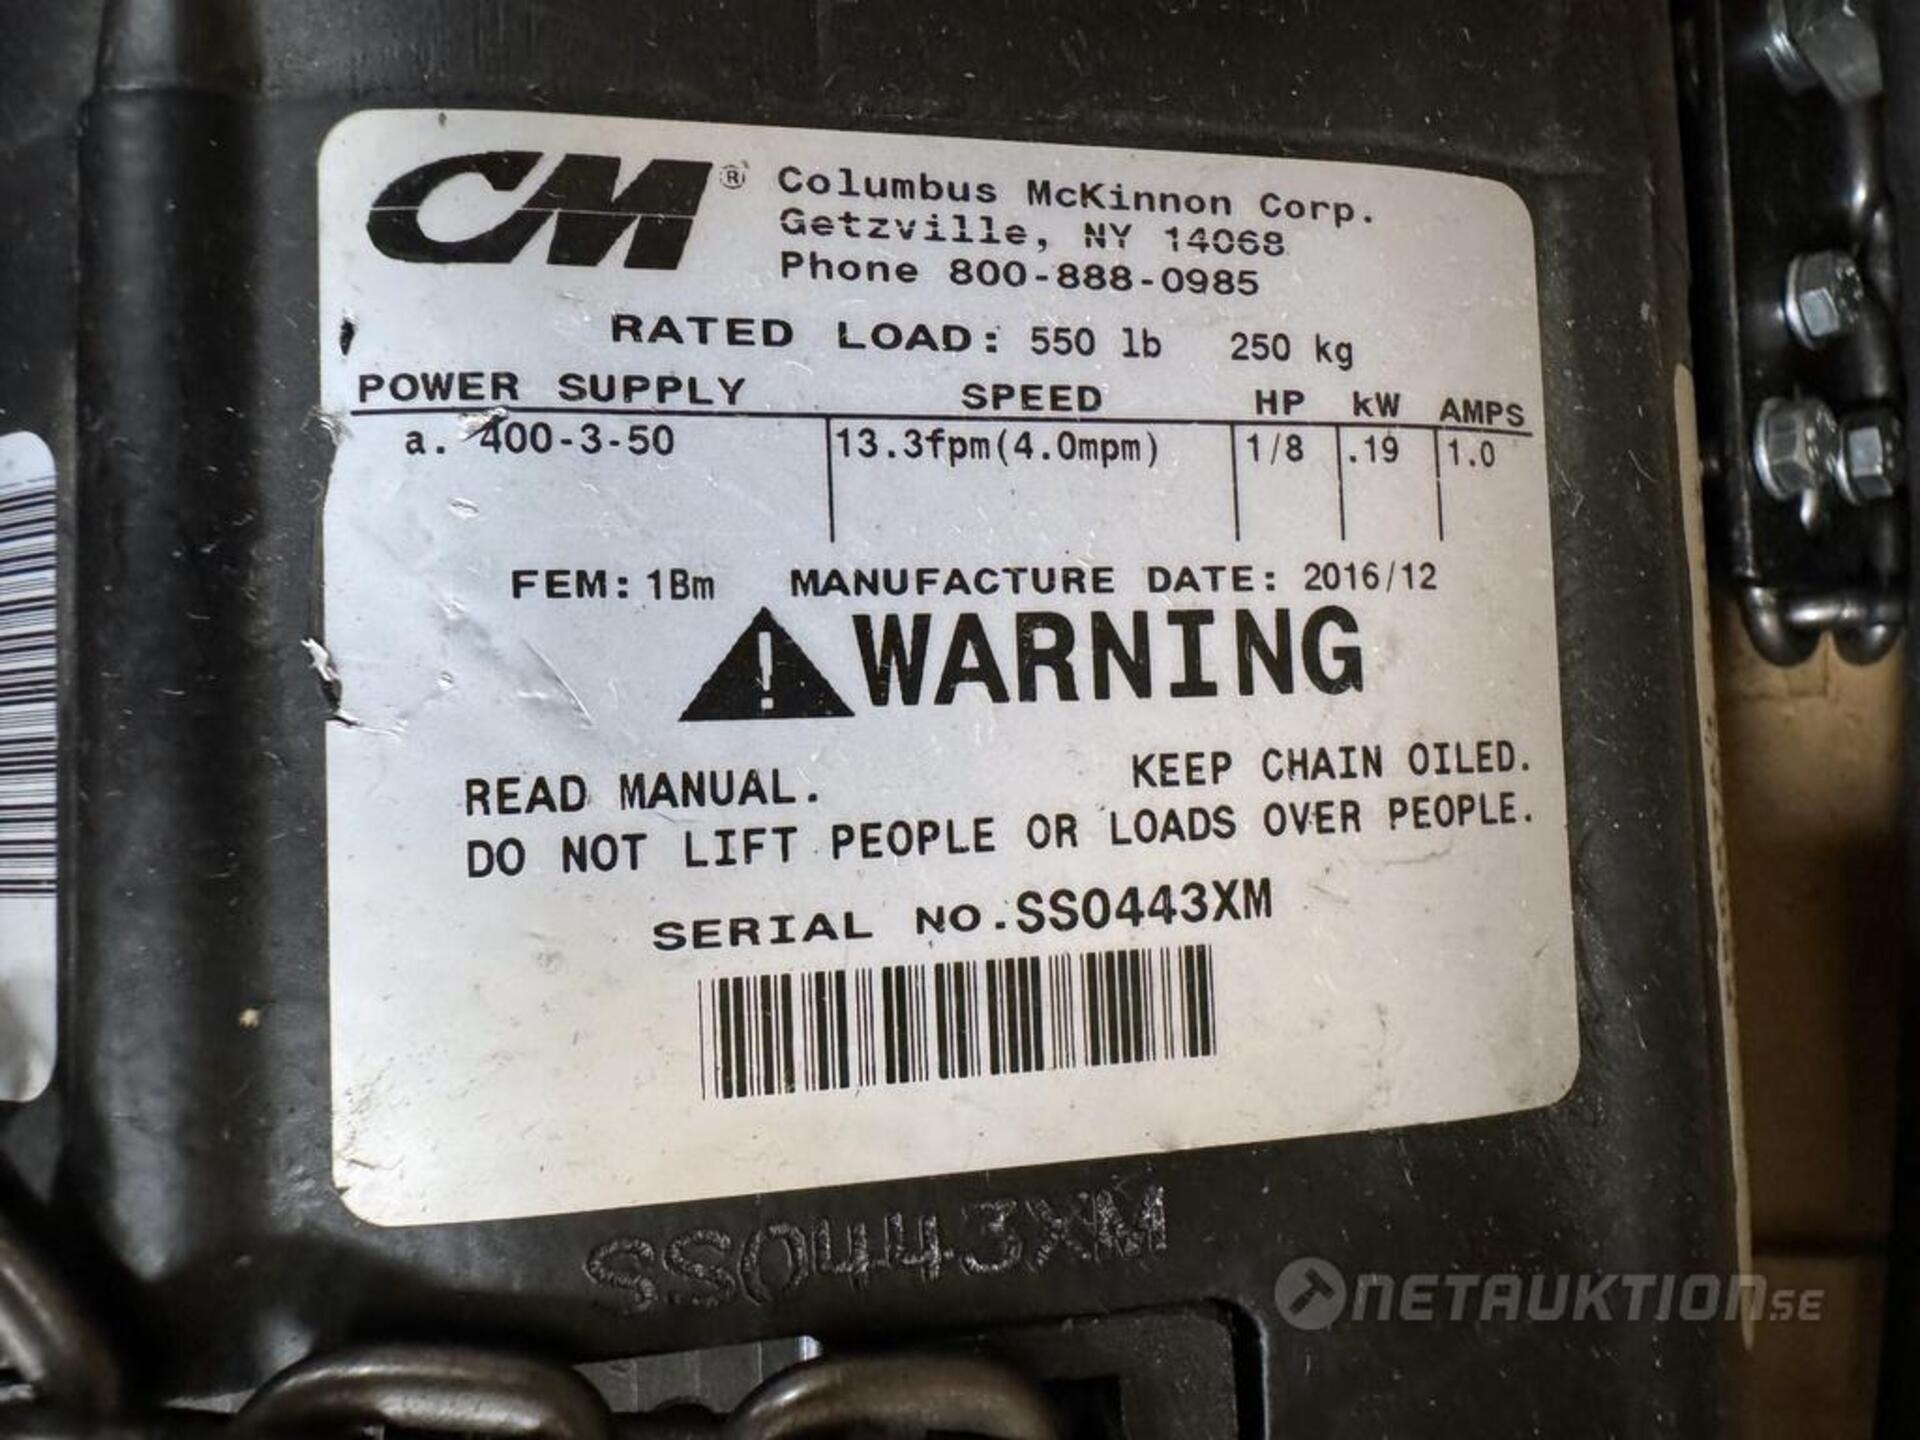 CM® Columbus McKinnon Corp.
Getzville, NY 14068
Phone 800-888-0985
RATED LOAD: 550 lb 250 kg
POWER SUPPLY SPEED HP kW AMPS
a. 400-3-50 13.3fpm(4.0mpm) 1/8 .19 1.0
FEM: 1Bm MANUFACTURE DATE: 2016/12
WARNING
READ MANUAL. KEEP CHAIN OILED.
DO NOT LIFT PEOPLE OR LOADS OVER PEOPLE.
SERIAL NO.SS0443XM
SS0443XM
NETAUKTION.SE